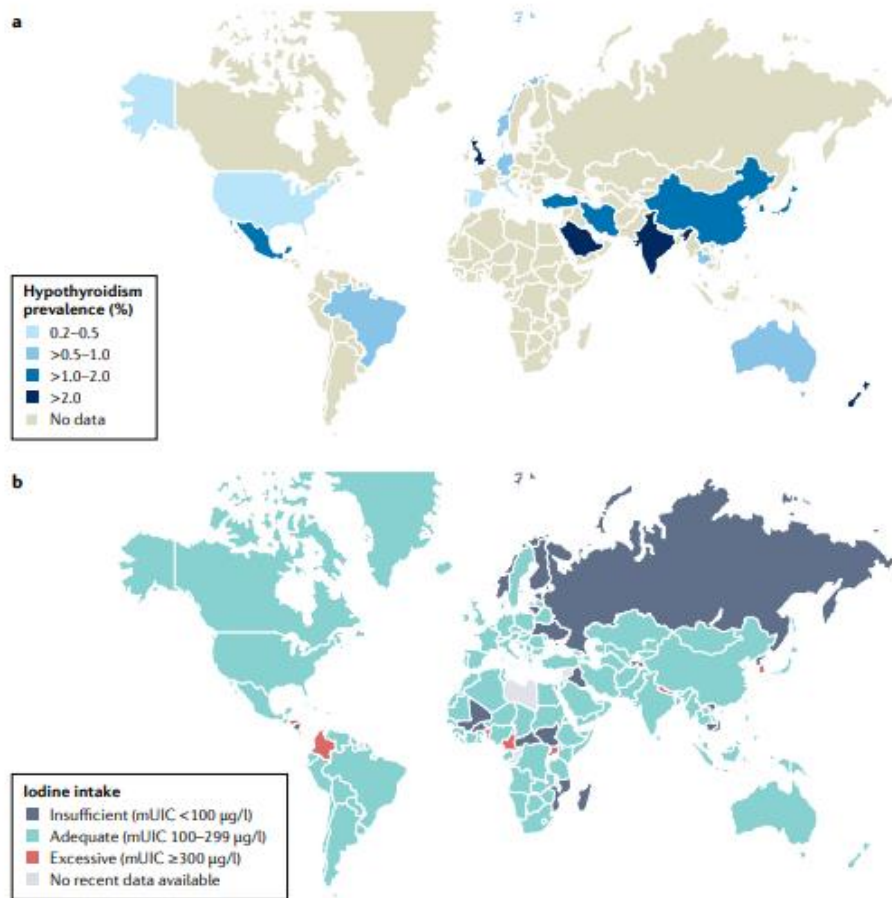 a
Hypothyroidism
prevalence (%)
0.2–0.5
>0.5–1.0
>1.0–2.0
>2.0
No data
b
Iodine intake
Insufficient (mUIC <100 μg/l)
Adequate (mUIC 100–299 μg/l)
Excessive (mUIC ≥300 μg/l)
No recent data available